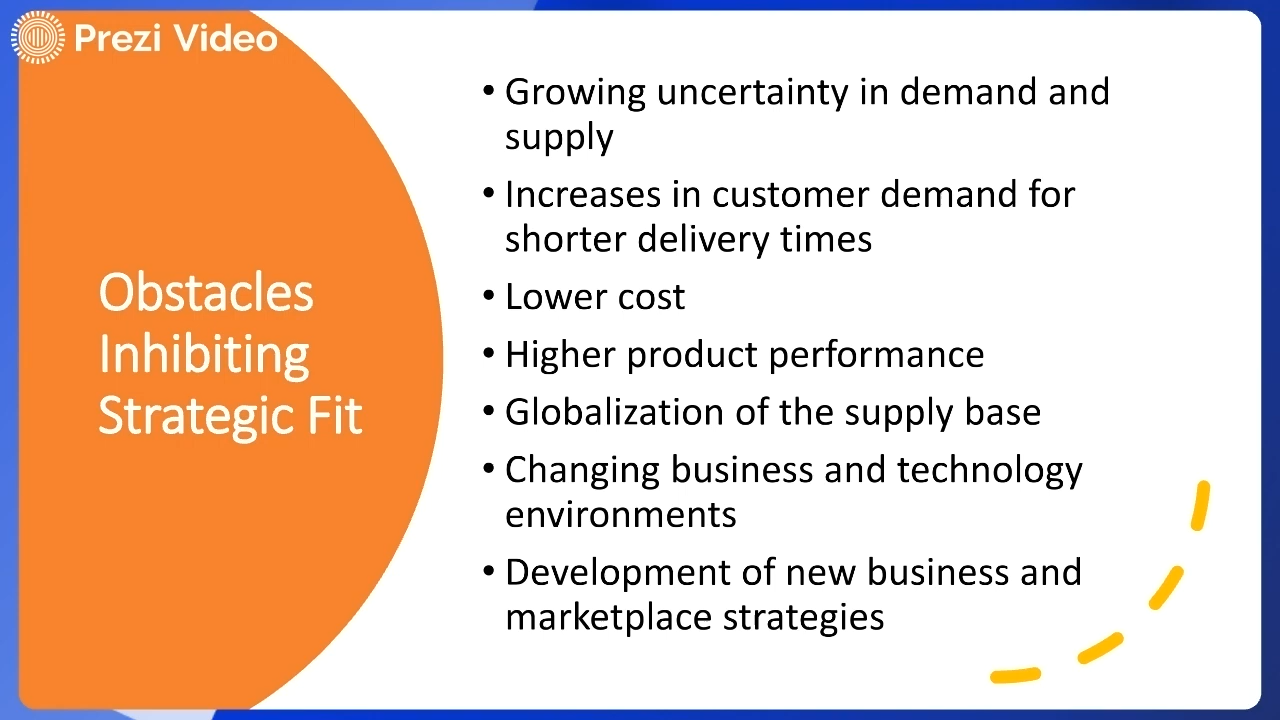 Prezi Video
Obstacles
Inhibiting
Strategic Fit
• Growing uncertainty in demand and
supply
• Increases in customer demand for
shorter delivery times
• Lower cost
• Higher product performance
• Globalization of the supply base
• Changing business and technology
environments
• Development of new business and
marketplace strategies